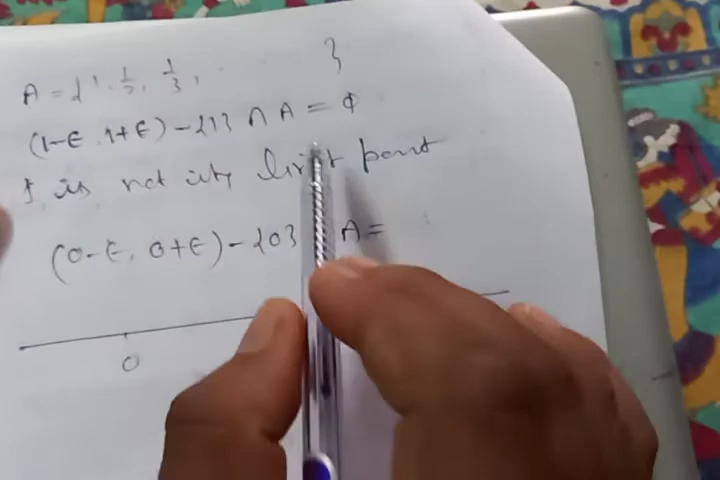 A = {1, 1/2, 1/3, . . . }
(1-ϵ, 1+ϵ) - {1} ∩ A = ϕ
1 is not its limit point
(0-ϵ, 0+ϵ) - {0} A =
0